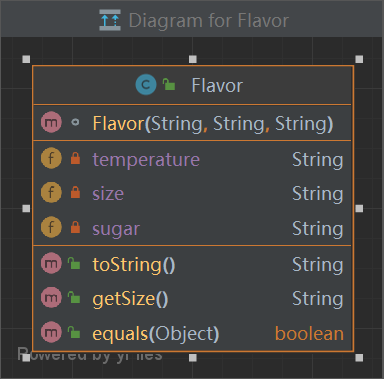 Diagram for Flavor
C Flavor
m Flavor(String, String, String)
f temperature String
f size String
f sugar String
m toString() String
m getSize() String
m equals(Object) boolean
Powered by yFiles